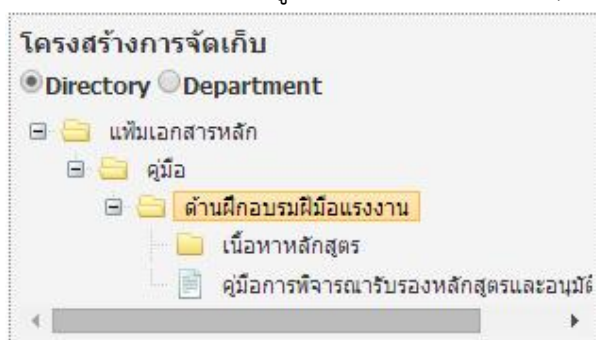 โครงสร้างการจัดเก็บ
Directory Department
แฟ้มเอกสารหลัก
คู่มือ
ด้านฝึกอบรมฝีมือแรงงาน
เนื้อหาหลักสูตร
คู่มือการพิจารณารับรองหลักสูตรและอนุมัติ